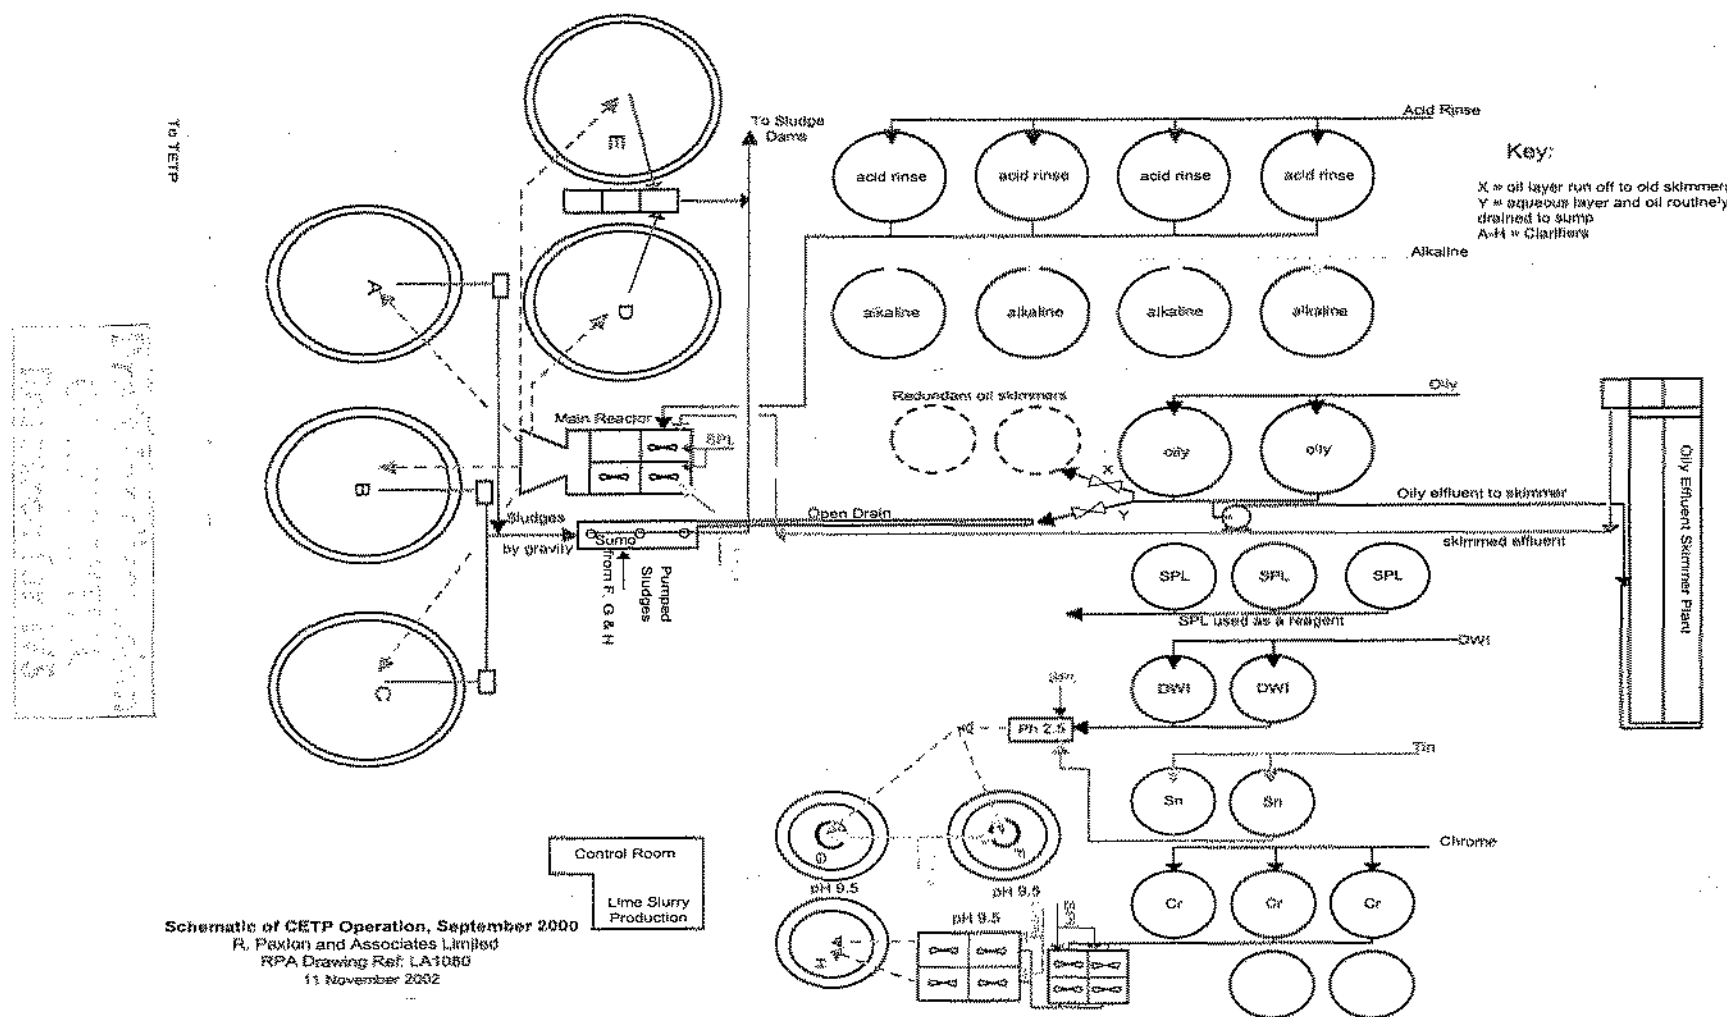 To TETP
E
To Sludge
Dams
Acid Rinse
acid rinse
acid rinse
acid rinse
acid rinse
Key:
X = oil layer run off to old skimmers
Y = aqueous layer and oil routinely
drained to sump
A-H = Clarifiers
Alkaline
A
D
alkaline
alkaline
alkaline
alkaline
Redundant oil skimmers
Oily
Main Reactor
SPL
oily
oily
X
Oily effluent to skimmer
Oily Effluent Skimmer Plant
B
Sludges
by gravity
Sump
Open Drain
Y
skimmed effluent
from F, G & H
Pumped
Sludges
SPL
SPL
SPL
SPL used as a reagent
C
DWI
DWI
DWI
Ph 2.5
Tin
Sn
Sn
G
F
pH 9.5
pH 9.5
Chrome
Cr
Cr
Cr
Control Room
Lime Slurry
Production
H
pH 9.5
Schematic of CETP Operation, September 2000
R. Paxton and Associates Limited
RPA Drawing Ref: LA1080
11 November 2002